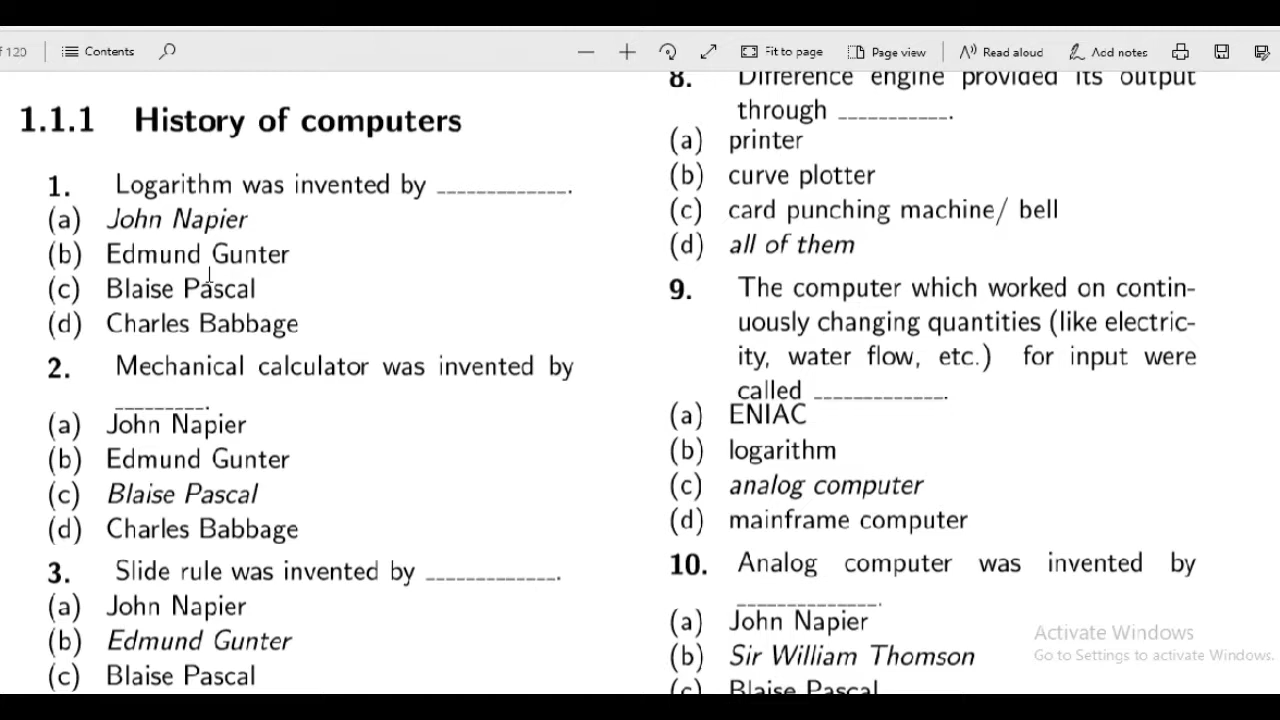 f 120
Contents
Fit to page
Page view
Read aloud
Add notes
1.1.1 History of computers
1. Logarithm was invented by ____________.
(a) John Napier
(b) Edmund Gunter
(c) Blaise Pascal
(d) Charles Babbage
2. Mechanical calculator was invented by
_________.
(a) John Napier
(b) Edmund Gunter
(c) Blaise Pascal
(d) Charles Babbage
3. Slide rule was invented by ____________.
(a) John Napier
(b) Edmund Gunter
(c) Blaise Pascal
8. Difference engine provided its output
through __________.
(a) printer
(b) curve plotter
(c) card punching machine/ bell
(d) all of them
9. The computer which worked on contin-
uously changing quantities (like electric-
ity, water flow, etc.) for input were
called ____________.
(a) ENIAC
(b) logarithm
(c) analog computer
(d) mainframe computer
10. Analog computer was invented by
_____________.
(a) John Napier
(b) Sir William Thomson
(c) Blaise Pascal
Activate Windows
Go to Settings to activate Windows.